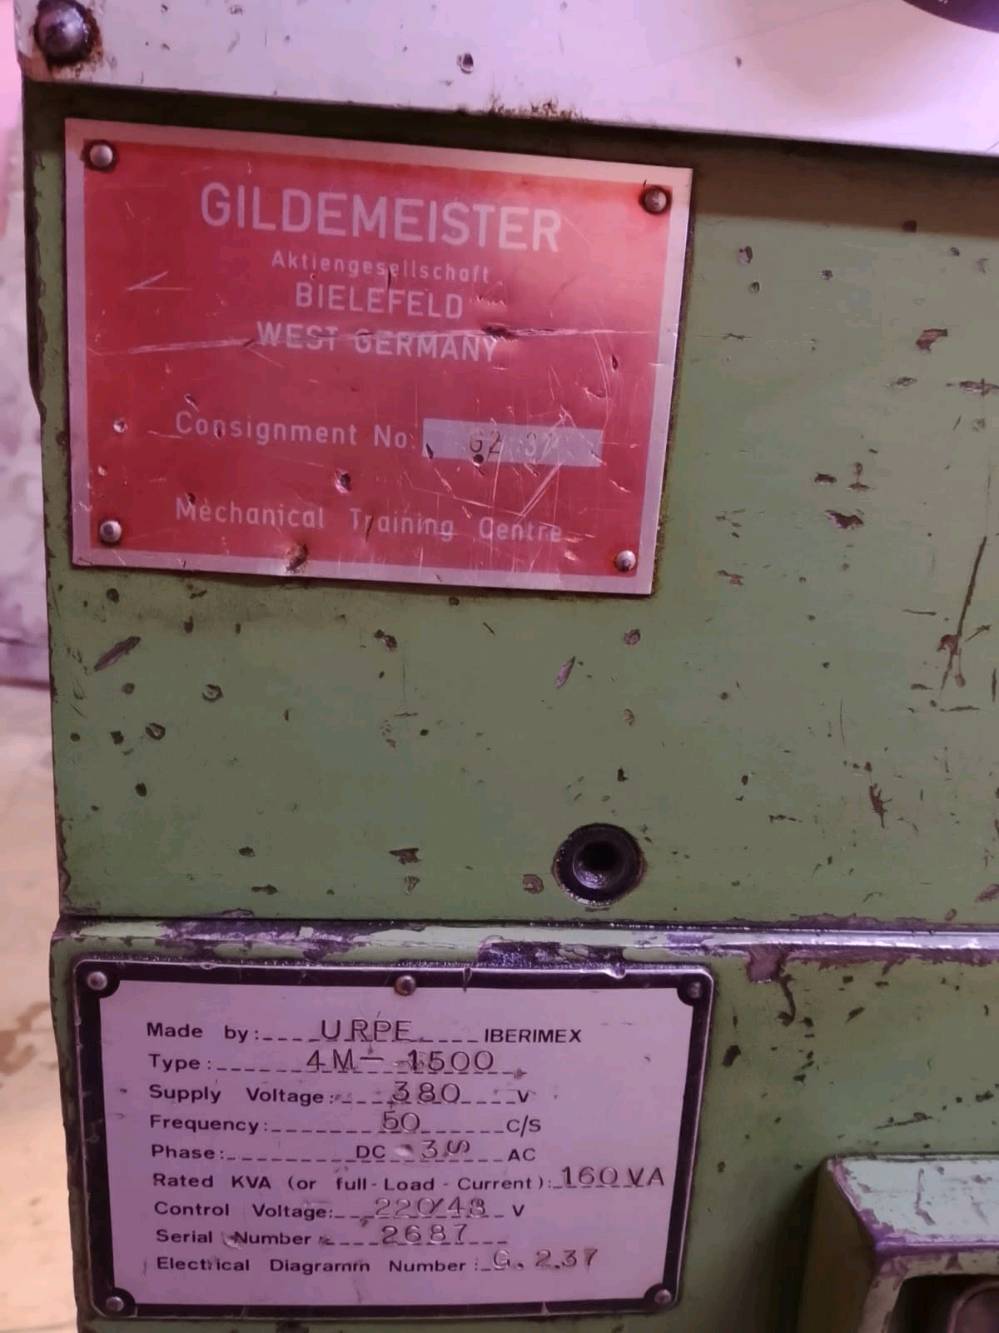 GILDEMEISTER
Aktiengesellschaft
BIELEFELD
WEST GERMANY
Consignment No.
Mechanical Training Centre
Made by: URPE IBERIMEX
Type: 4M-1500
Supply Voltage: 380 V
Frequency: 50 C/S
Phase: DC 3 AC
Rated KVA (or full-Load-Current): 160VA
Control Voltage: 220/48 V
Serial Number 2687
Electrical Diagramm Number: G. 2.37